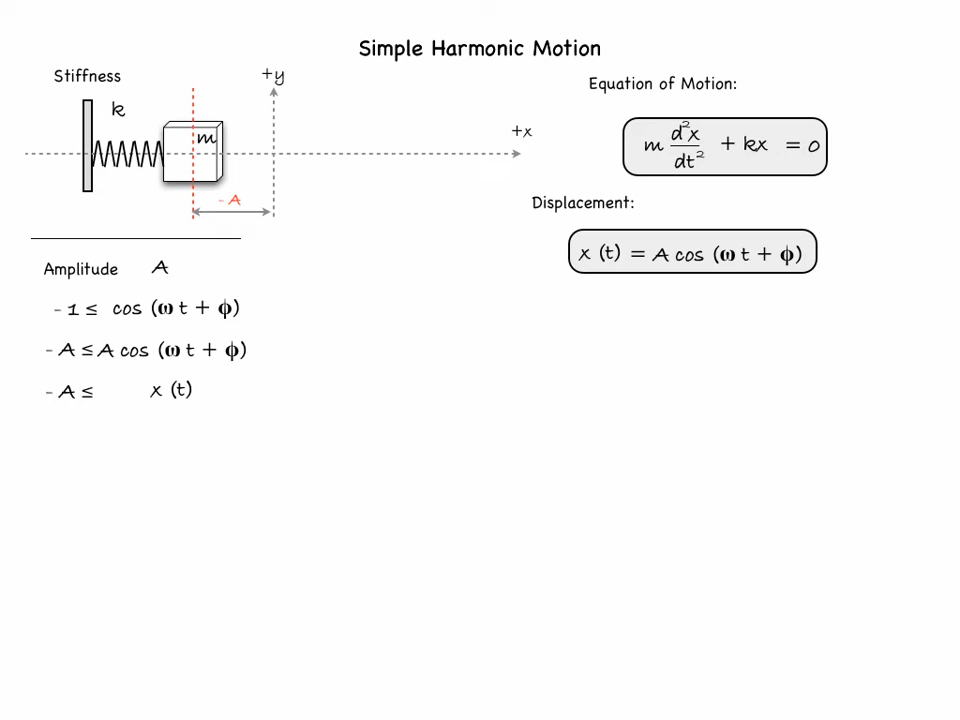 Simple Harmonic Motion
Stiffness
+y
Equation of Motion:
k
m
+x
m d²x/dt² + kx = 0
- A
Displacement:
x (t) = A cos (ω t + ϕ)
Amplitude A
- 1 ≤ cos (ω t + ϕ)
- A ≤ A cos (ω t + ϕ)
- A ≤ x (t)